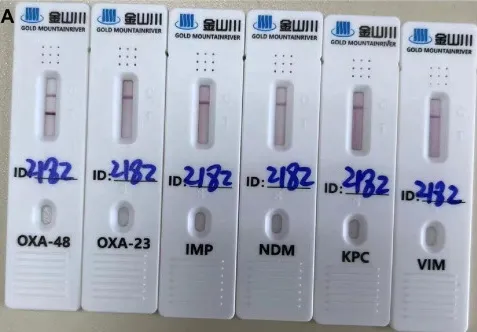 A
金山川
GOLD MOUNTAINRIVER
C
T
ID: 2182
OXA-48
金山川
GOLD MOUNTAINRIVER
C
T
ID: 2182
OXA-23
金山川
GOLD MOUNTAINRIVER
C
T
ID: 2182
IMP
金山川
GOLD MOUNTAINRIVER
C
T
ID: 2182
NDM
金山川
GOLD MOUNTAINRIVER
C
T
ID: 2182
KPC
金山川
GOLD MOUNTAINRIVER
C
T
ID: 2182
VIM